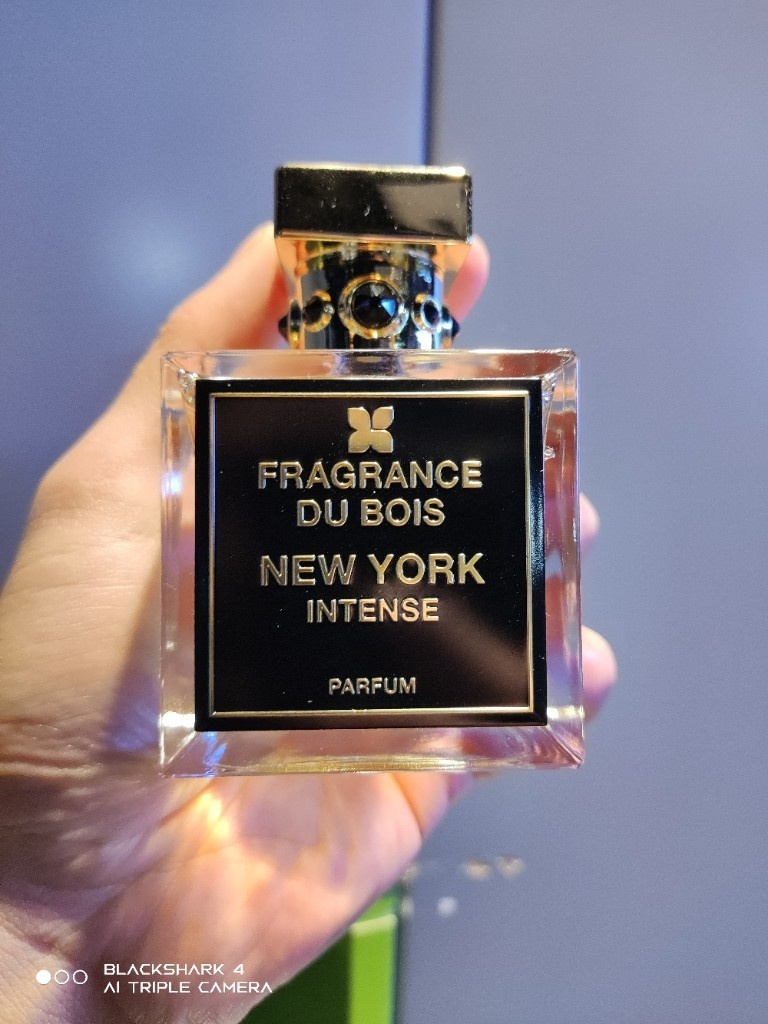 FRAGRANCE
DU BOIS
NEW YORK
INTENSE
PARFUM
BLACKSHARK 4
AI TRIPLE CAMERA